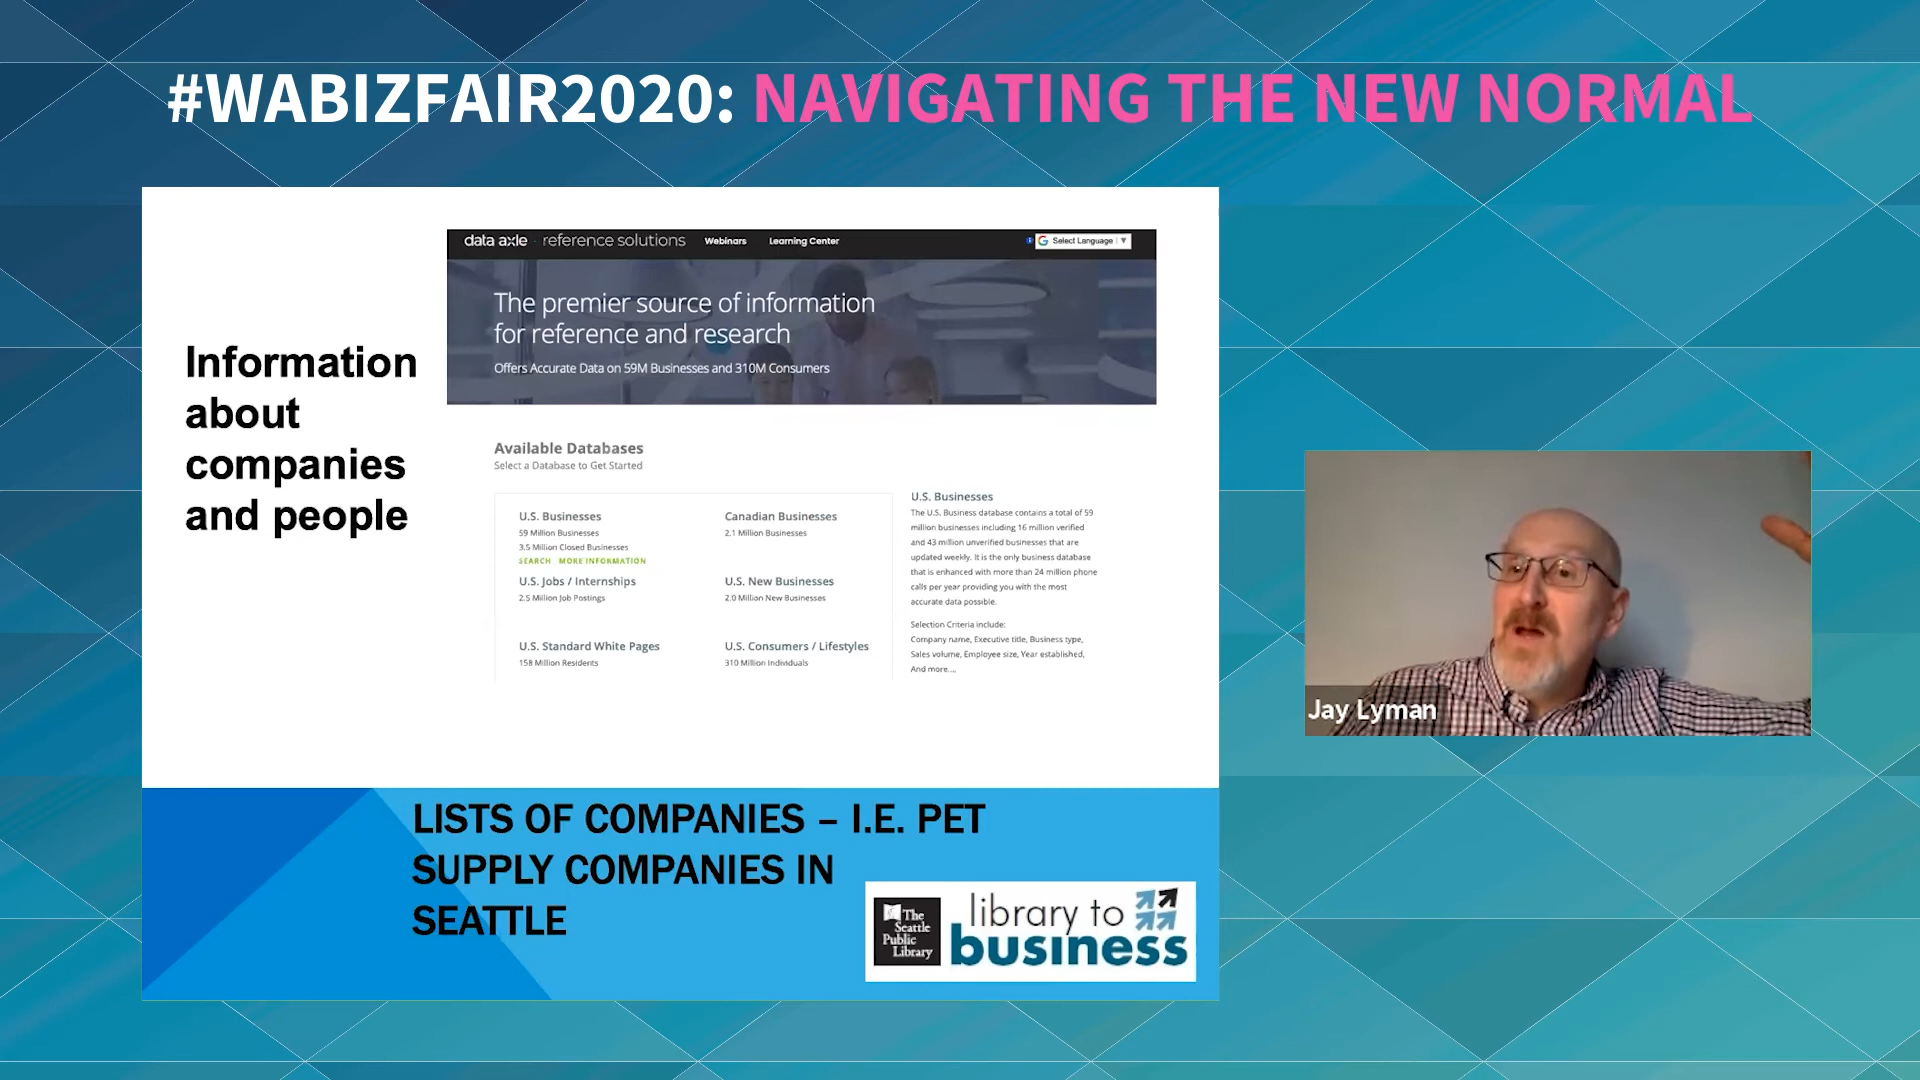 #WABIZFAIR2020: NAVIGATING THE NEW NORMAL
Information
about
companies
and people
data axle reference solutions Webinars Learning Center Select Language ▼
The premier source of information
for reference and research
Offers Accurate Data on 59M Businesses and 310M Consumers
Available Databases
Select a Database to Get Started
U.S. Businesses
59 Million Businesses
3.5 Million Closed Businesses
SEARCH MORE INFORMATION
Canadian Businesses
2.1 Million Businesses
U.S. Jobs / Internships
2.5 Million Job Postings
U.S. New Businesses
2.0 Million New Businesses
U.S. Standard White Pages
158 Million Residents
U.S. Consumers / Lifestyles
310 Million Individuals
U.S. Businesses
The U.S. Business database contains a total of 59
million businesses including 16 million verified
and 43 million unverified businesses that are
updated weekly. It is the only business database
that is enhanced with more than 24 million phone
calls per year providing you with the most
accurate data possible.
Selection Criteria include:
Company name, Executive title, Business type,
Sales volume, Employee size, Year established,
And more....
Jay Lyman
LISTS OF COMPANIES – I.E. PET
SUPPLY COMPANIES IN
SEATTLE
The
Seattle
Public
Library
library to
business